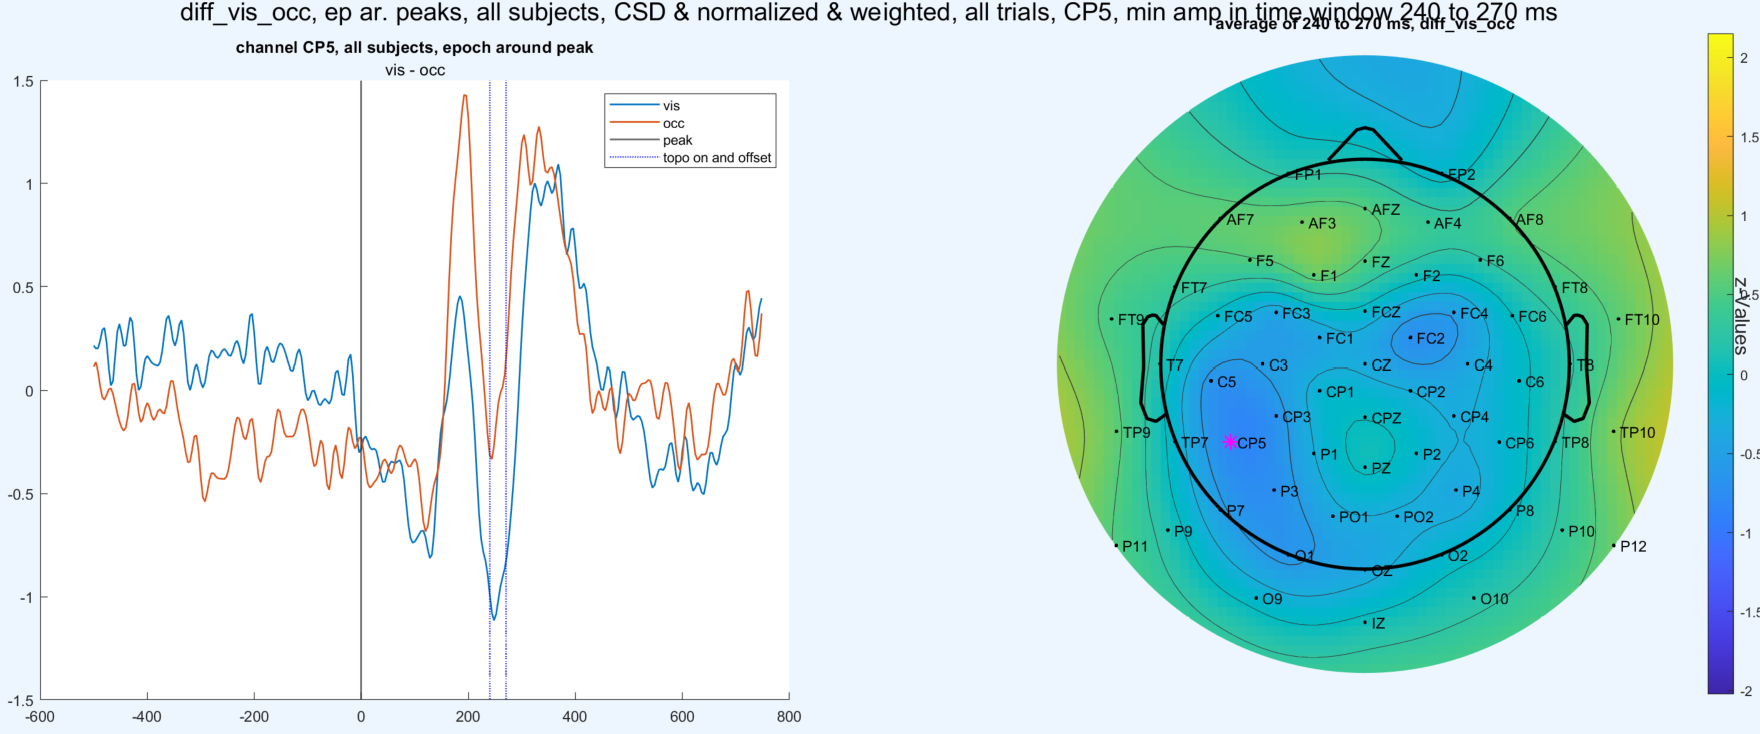 diff_vis_occ, ep ar. peaks, all subjects, CSD & normalized & weighted, all trials, CP5, min amp in time window 240 to 270 ms
channel CP5, all subjects, epoch around peak
vis - occ
1.5
1
0.5
0
-0.5
-1
-1.5
-600 -400 -200 0 200 400 600 800
vis
occ
peak
topo on and offset
average of 240 to 270 ms, diff_vis_occ
FP1 FP2
AF7 AF3 AFZ AF4 AF8
F5 F1 FZ F2 F6
FT7 FT8
FT9 FC5 FC3 FCZ FC4 FC6 FT10
FC1 FC2
T7 C3 CZ C4 T8
C5 C6
CP1 CP2
CP3 CPZ CP4
TP9 TP7 CP5 CP6 TP8 TP10
P1 P2
PZ
P3 P4
P7 PO1 PO2 P8
P9 P10
P11 P12
O1 O2
OZ
O9 O10
IZ
2
1.5
1
0.5
0
-0.5
-1
-1.5
-2
z-Values